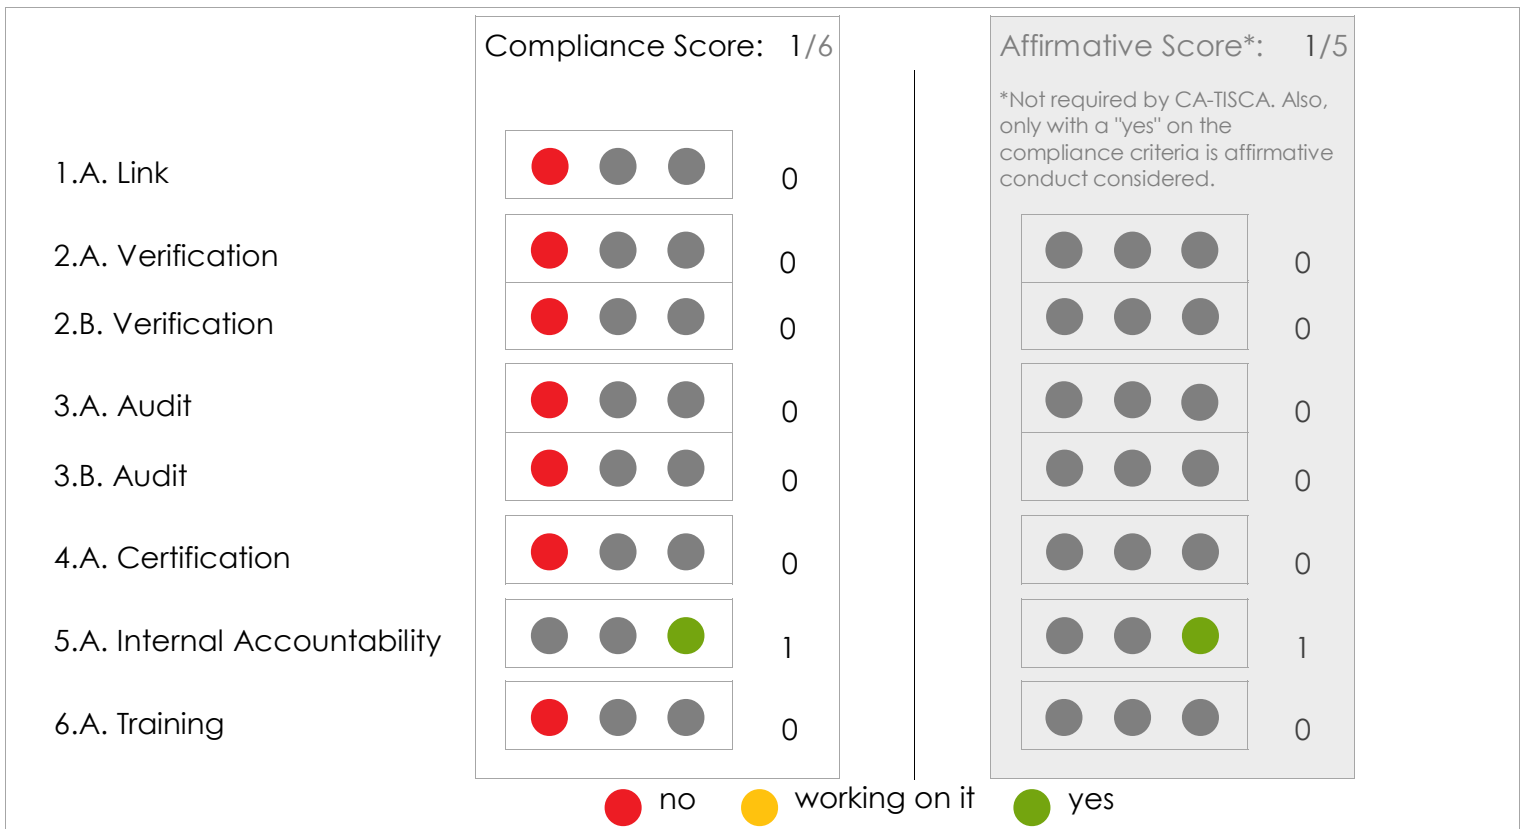 Compliance Score: 1/6
Affirmative Score*: 1/5
*Not required by CA-TISCA. Also,
only with a "yes" on the
compliance criteria is affirmative
conduct considered.
1.A. Link 0
2.A. Verification 0 0
2.B. Verification 0 0
3.A. Audit 0 0
3.B. Audit 0 0
4.A. Certification 0 0
5.A. Internal Accountability 1 1
6.A. Training 0 0
no working on it yes